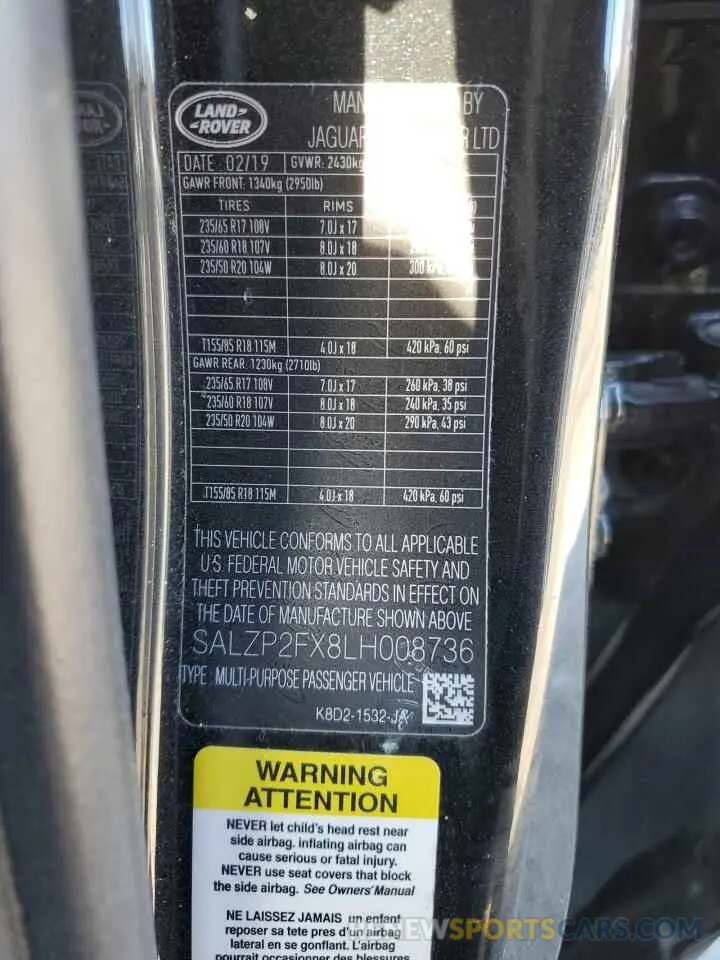 LAND-
-ROVER
MAN BY
JAGUAR R LTD
DATE: 02/19 GVWR: 2430kg
GAWR FRONT: 1340kg (2950lb)
TIRES RIMS
235/65 R17 108V 7.0J x 17
235/60 R18 107V 8.0J x 18
235/50 R20 104W 8.0J x 20 300 kPa
T155/85 R18 115M 4.0J x 18 420 kPa, 60 psi
GAWR REAR: 1230kg (2710lb)
235/65 R17 108V 7.0J x 17 260 kPa, 38 psi
235/60 R18 107V 8.0J x 18 240 kPa, 35 psi
235/50 R20 104W 8.0J x 20 290 kPa, 43 psi
T155/85 R18 115M 4.0J x 18 420 kPa, 60 psi
THIS VEHICLE CONFORMS TO ALL APPLICABLE
U.S. FEDERAL MOTOR VEHICLE SAFETY AND
THEFT PREVENTION STANDARDS IN EFFECT ON
THE DATE OF MANUFACTURE SHOWN ABOVE
SALZP2FX8LH008736
TYPE: MULTI-PURPOSE PASSENGER VEHICLE
K8D2-1532-JA
WARNING
ATTENTION
NEVER let child's head rest near
side airbag. inflating airbag can
cause serious or fatal injury.
NEVER use seat covers that block
the side airbag. See Owners' Manual
NE LAISSEZ JAMAIS un enfant
reposer sa tete pres d'un airbag
lateral en se gonflant. L'airbag
pourrait occasionner des blessures
REVIEWSPORTSCARS.COM